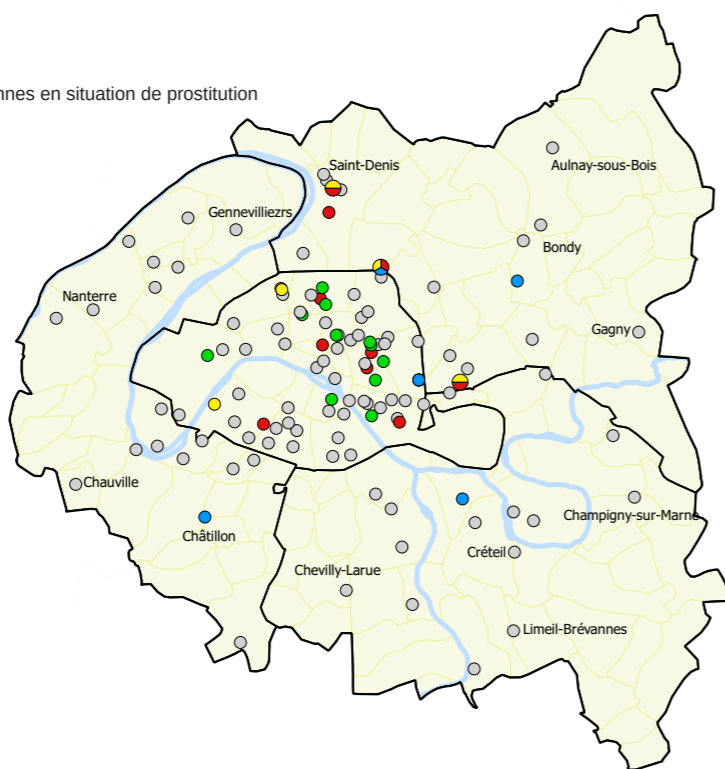 nnes en situation de prostitution
Saint-Denis
Aulnay-sous-Bois
Gennevilliezrs
Bondy
Nanterre
Gagny
Chauville
Champigny-sur-Marne
Châtillon
Créteil
Chevilly-Larue
Limeil-Brévannes